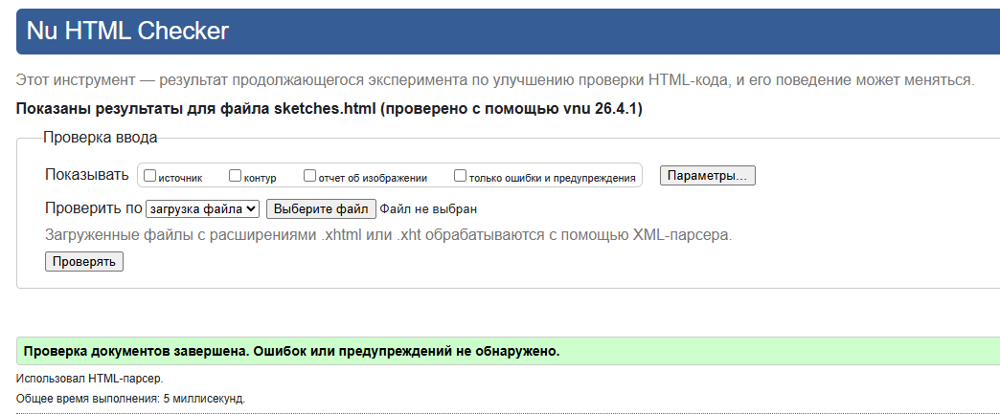 Nu HTML Checker
Этот инструмент — результат продолжающегося эксперимента по улучшению проверки HTML-кода, и его поведение может меняться.
Показаны результаты для файла sketches.html (проверено с помощью vnu 26.4.1)
Проверка ввода
Показывать источник контур отчет об изображении только ошибки и предупреждения Параметры...
Проверить по загрузка файла Выберите файл Файл не выбран
Загруженные файлы с расширениями .xhtml или .xht обрабатываются с помощью XML-парсера.
Проверять
Проверка документов завершена. Ошибок или предупреждений не обнаружено.
Использовал HTML-парсер.
Общее время выполнения: 5 миллисекунд.